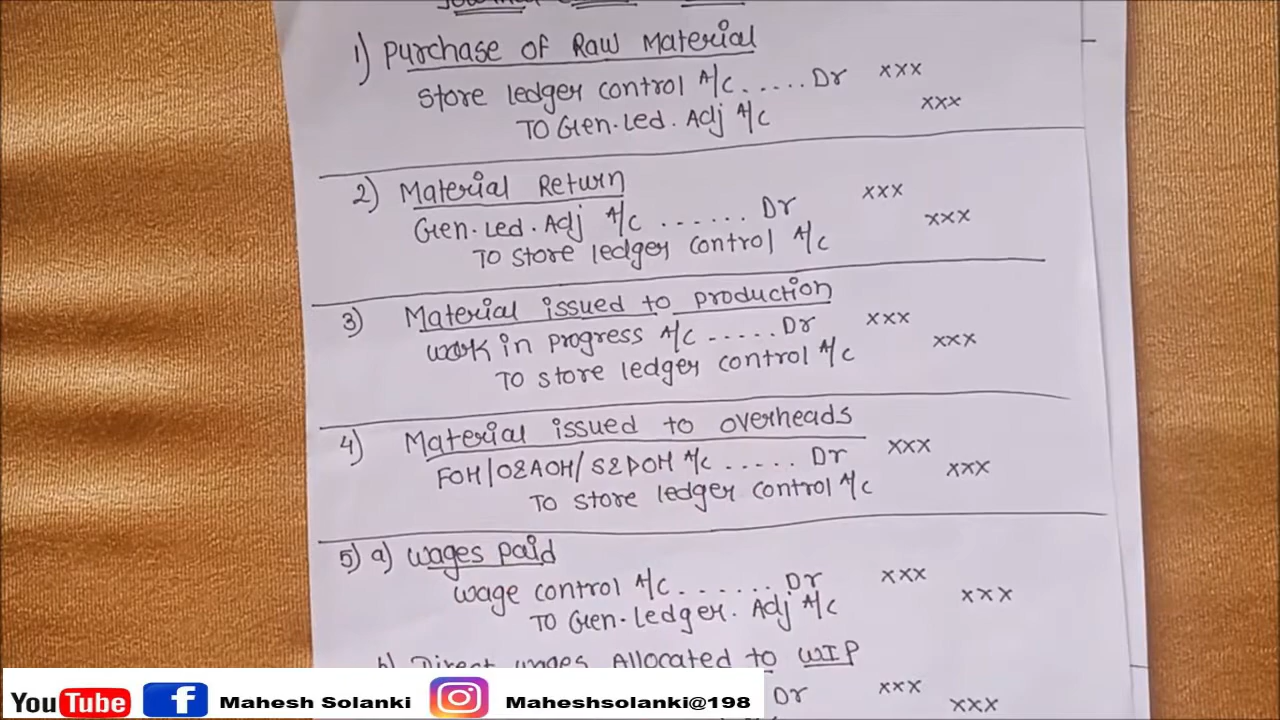 1) Purchase of Raw Material
Store ledger control A/c.....Dr xxx
TO Gen.Led.Adj A/c xxx
2) Material Return
Gen.Led.Adj A/c ...... Dr xxx
TO Store ledger control A/c xxx
3) Material issued to production
work in progress A/c .....Dr xxx
TO store ledger control A/c xxx
4) Material issued to overheads
FOH/O&AOH/S&DOH A/c ..... Dr xxx
TO store ledger control A/c xxx
5) a) wages paid
wage control A/c.......Dr xxx
TO Gen.Ledger.Adj A/c xxx
b) Direct wages Allocated to WIP
Dr xxx
xxx
YouTube f Mahesh Solanki Maheshsolanki@198